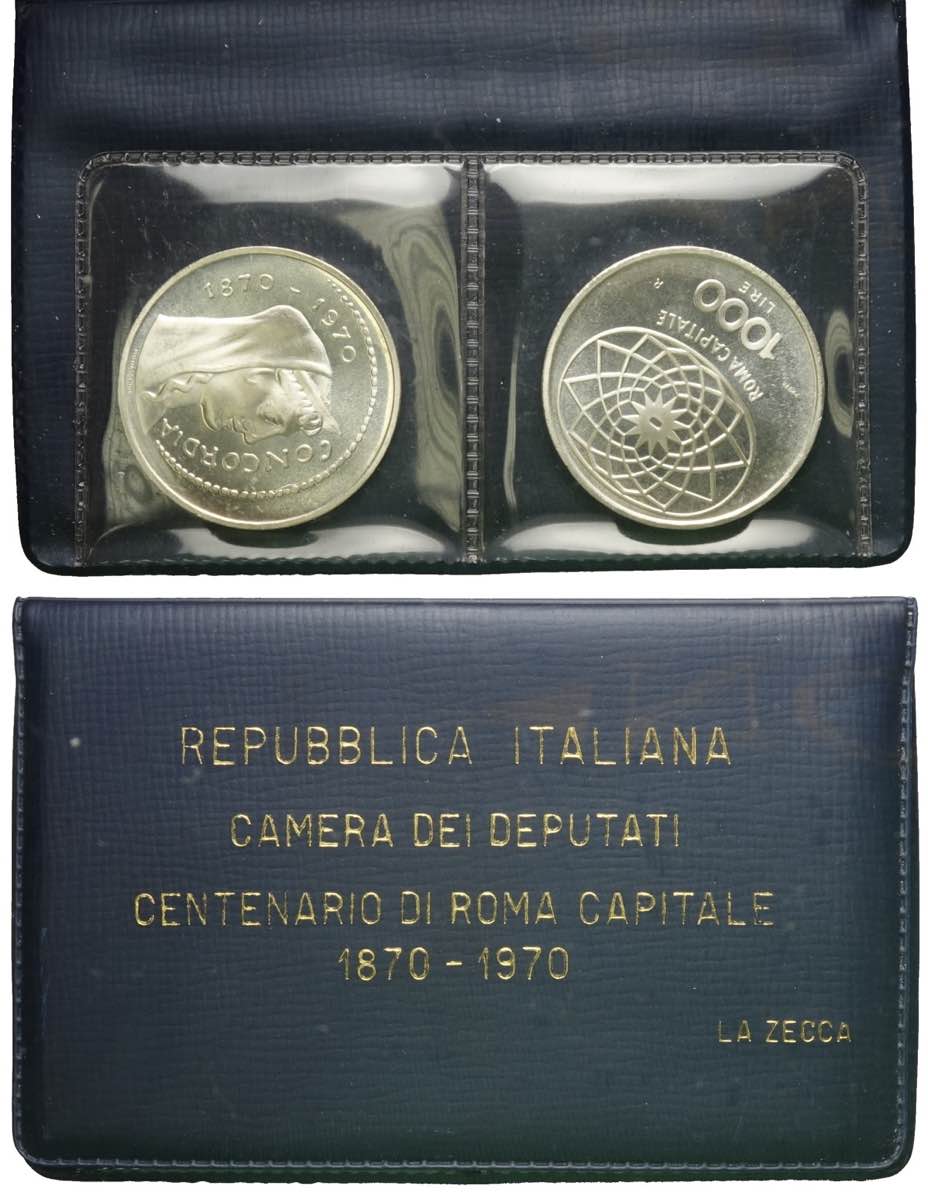 1870 - 1970
CONCORDIA
ROMA CAPITALE
1000
LIRE
R
REPUBBLICA ITALIANA
CAMERA DEI DEPUTATI
CENTENARIO DI ROMA CAPITALE
1870 - 1970
LA ZECCA